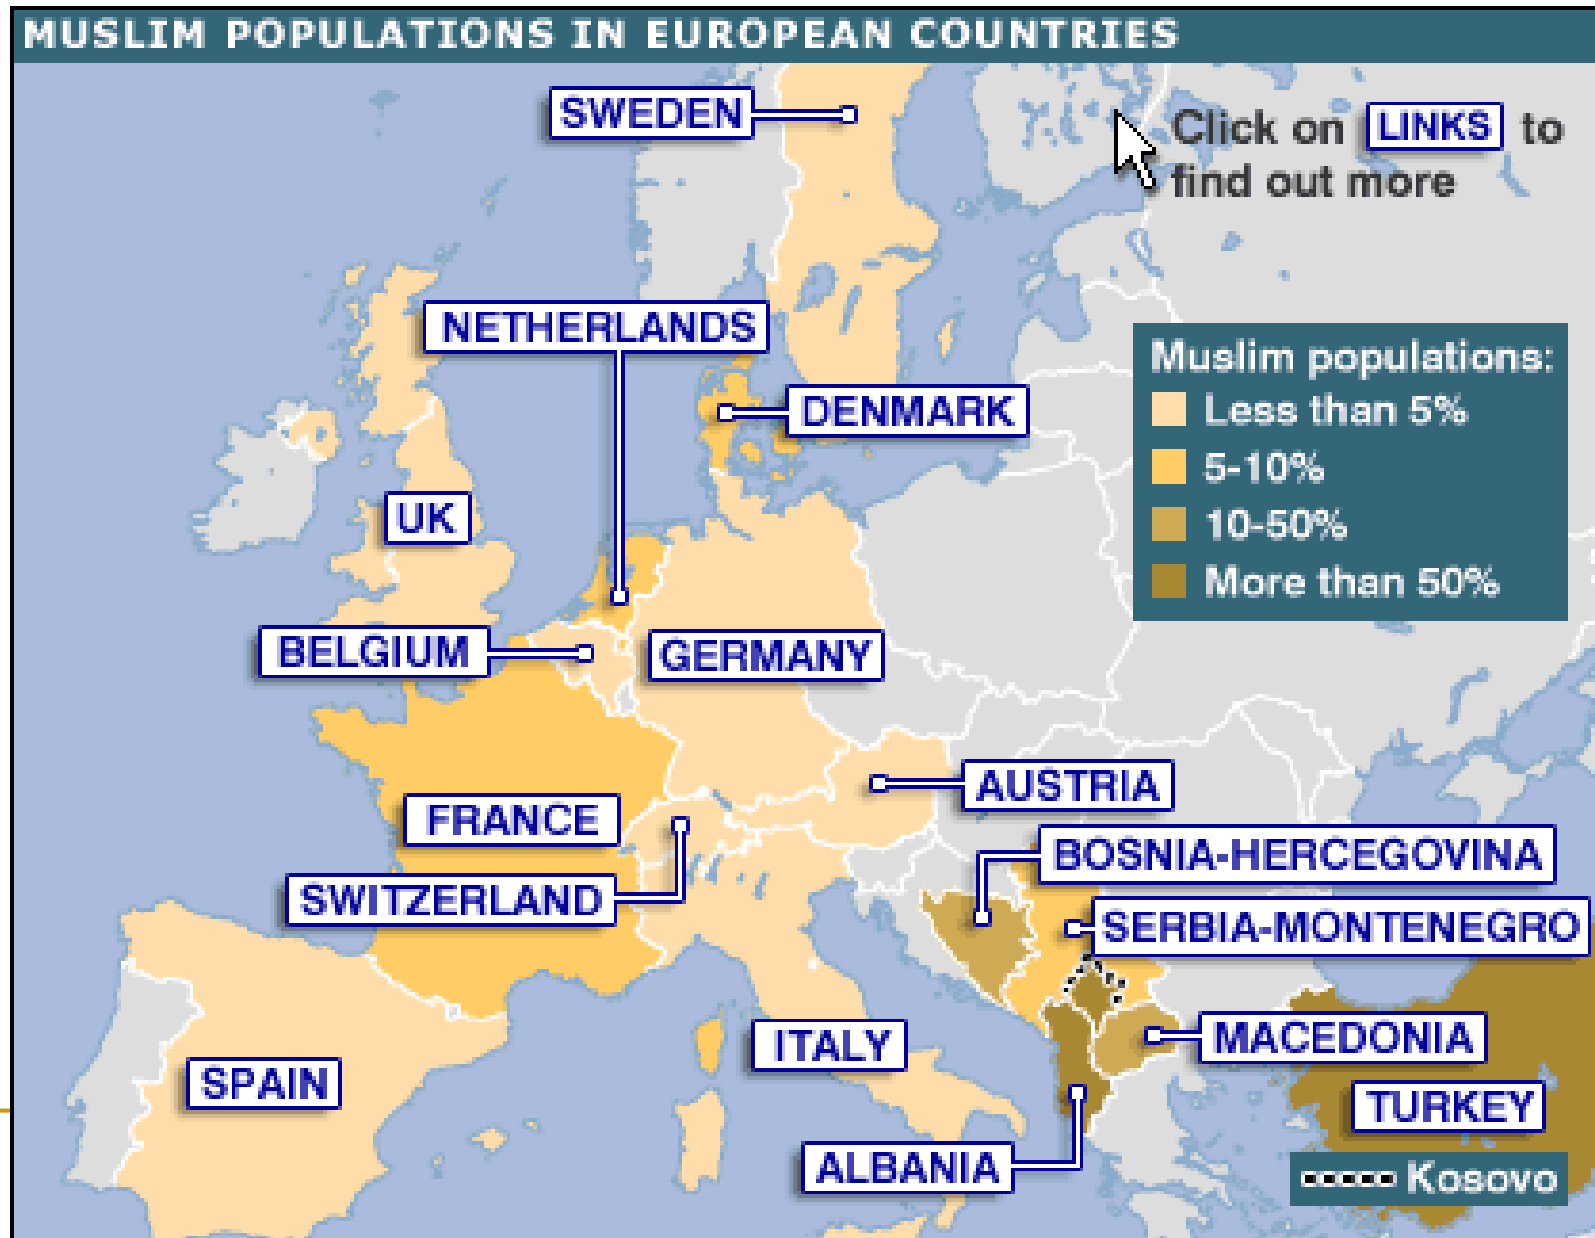 MUSLIM POPULATIONS IN EUROPEAN COUNTRIES
SWEDEN
Click on LINKS to
find out more
NETHERLANDS
DENMARK
Muslim populations:
Less than 5%
5-10%
10-50%
More than 50%
UK
BELGIUM
GERMANY
AUSTRIA
FRANCE
BOSNIA-HERCEGOVINA
SWITZERLAND
SERBIA-MONTENEGRO
ITALY
MACEDONIA
SPAIN
TURKEY
ALBANIA
Kosovo